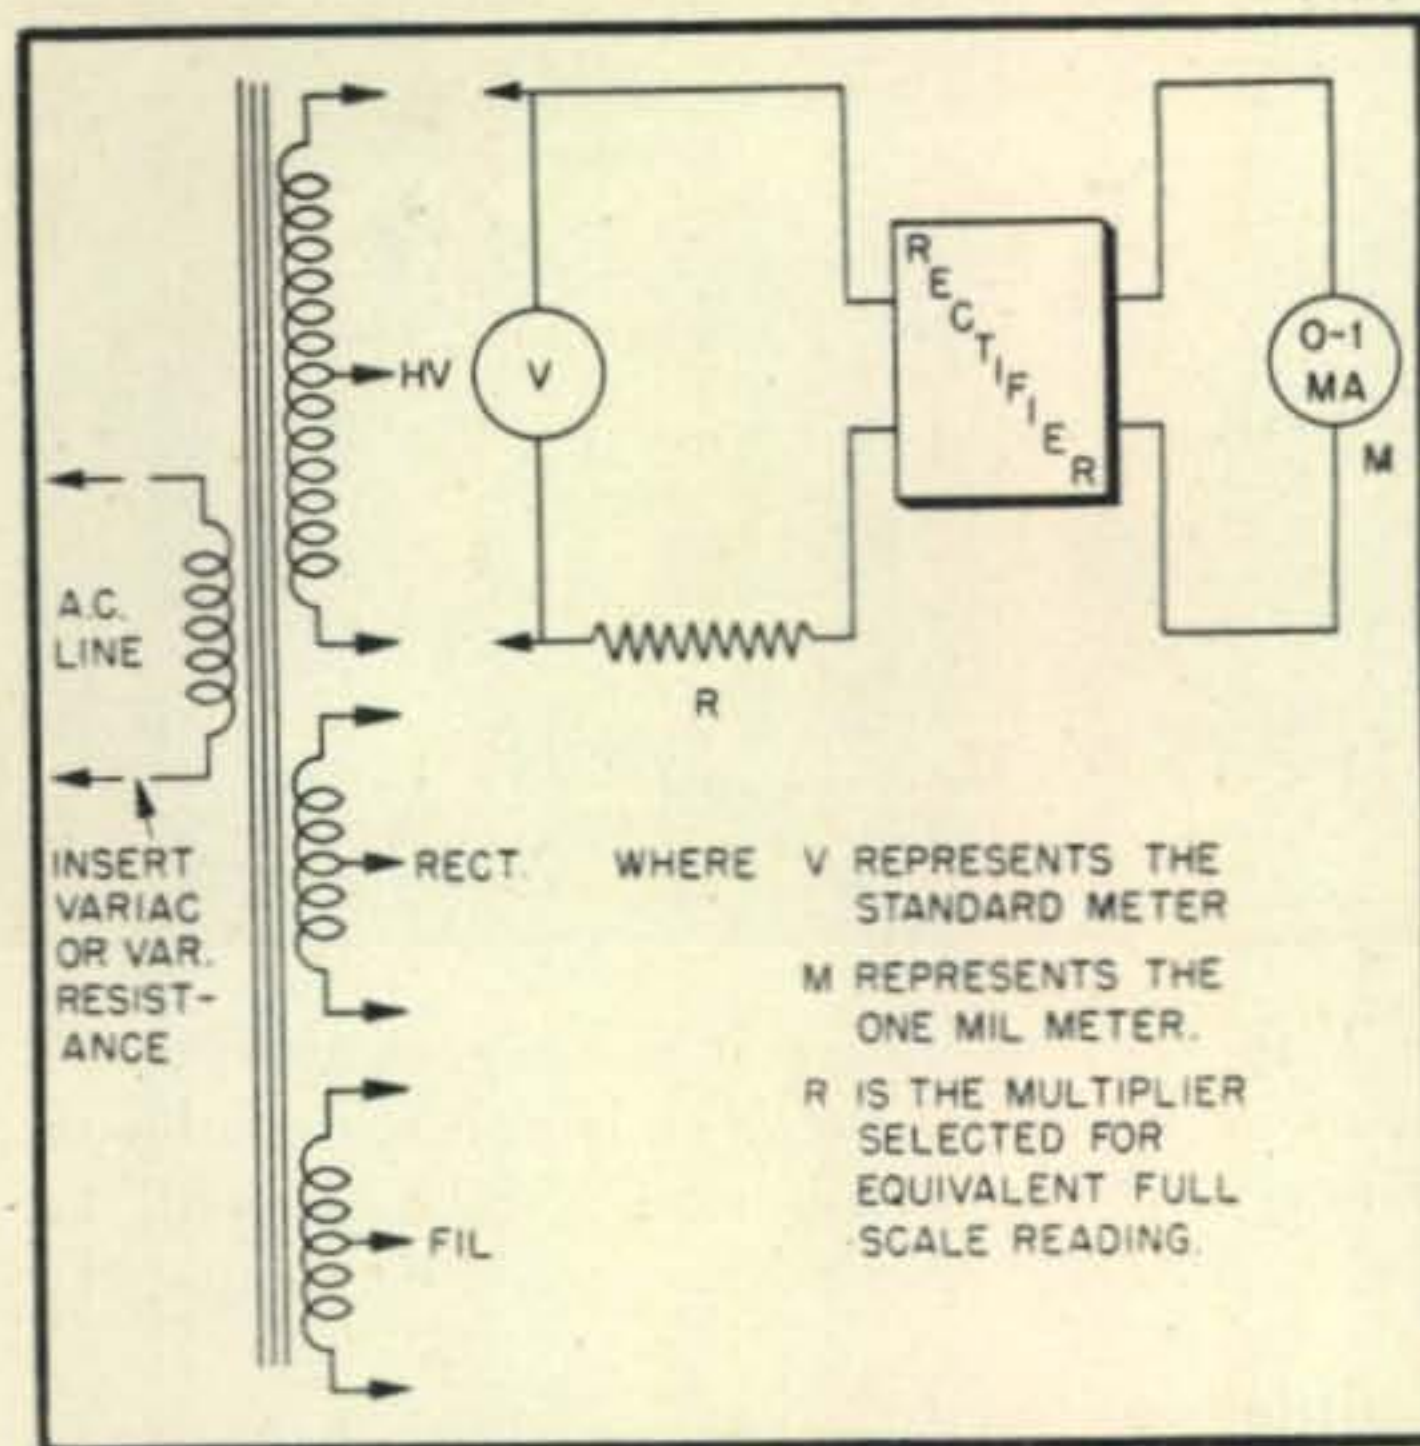 HV
V
RECTIFIER
0-1
MA
M
A.C.
LINE
R
INSERT
VARIAC
OR VAR.
RESIST-
ANCE
RECT.
WHERE V REPRESENTS THE
STANDARD METER
M REPRESENTS THE
ONE MIL METER.
R IS THE MULTIPLIER
SELECTED FOR
EQUIVALENT FULL
SCALE READING.
FIL